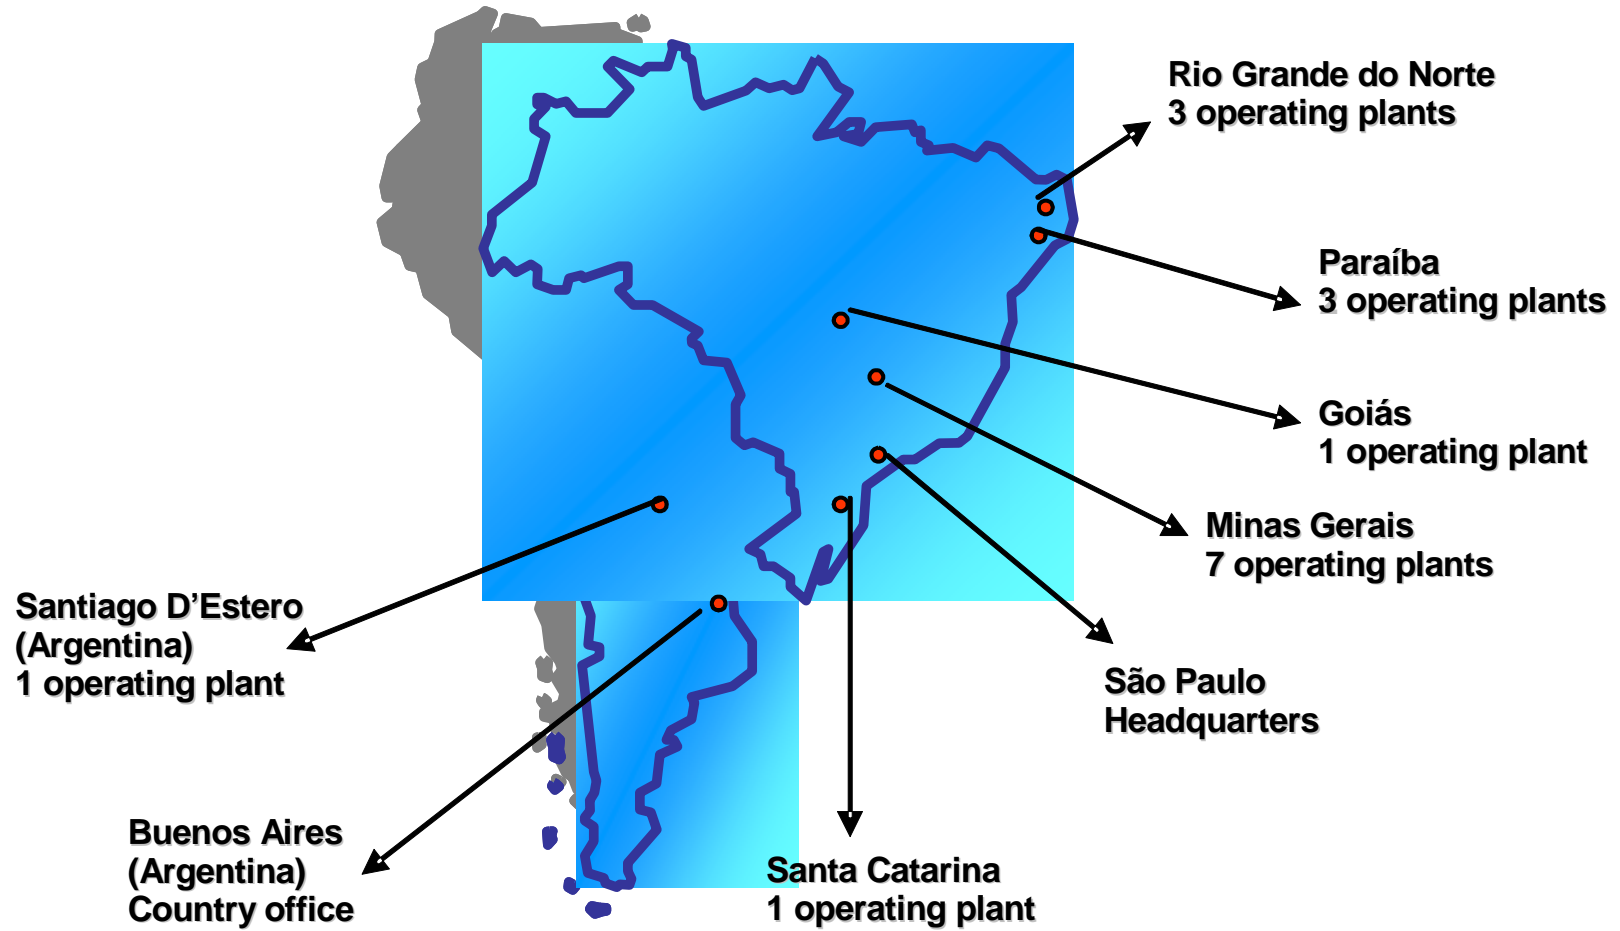 Rio Grande do Norte
3 operating plants
Paraíba
3 operating plants
Goiás
1 operating plant
Minas Gerais
7 operating plants
São Paulo
Headquarters
Santiago D’Estero
(Argentina)
1 operating plant
Buenos Aires
(Argentina)
Country office
Santa Catarina
1 operating plant